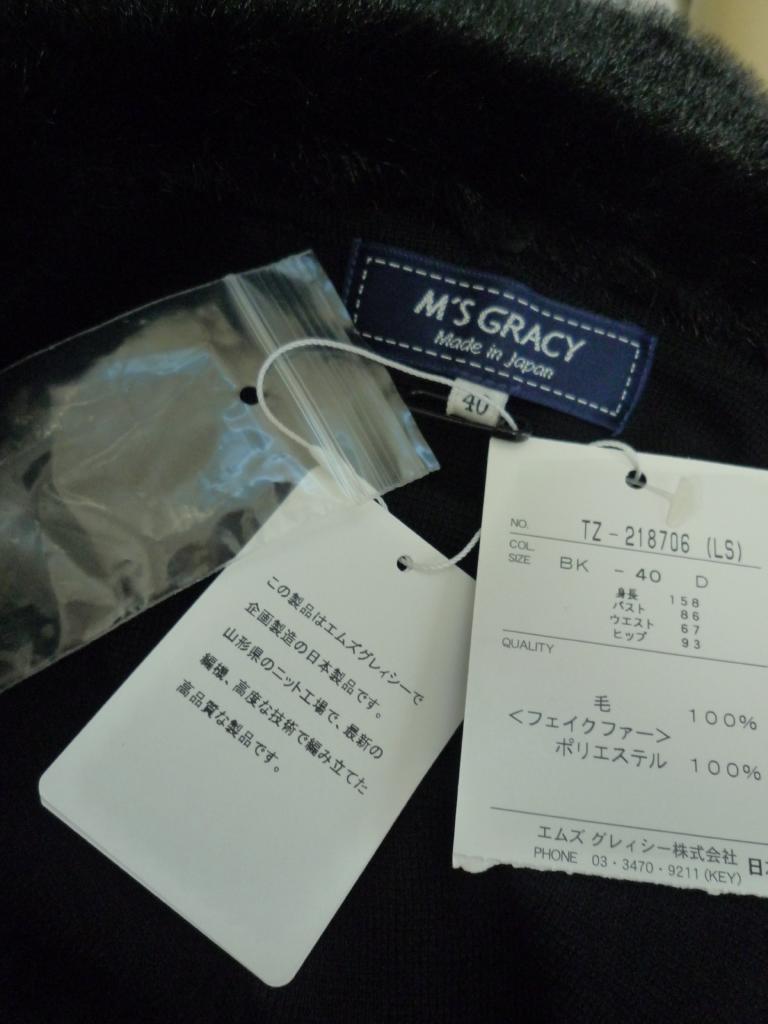 M'S GRACY
Made in Japan
40
この製品はエムズグレィシーで
企画製造の日本製品です。
山形県のニット工場で、最新の
編機、高度な技術で編み立てた
高品質な製品です。
NO. TZ-218706 (LS)
COL.
SIZE BK - 40 D
身長 158
バスト 86
ウエスト 67
ヒップ 93
QUALITY
毛 100%
<フェイクファー>
ポリエステル 100%
エムズ グレィシー株式会社 日
PHONE 03・3470・9211(KEY)